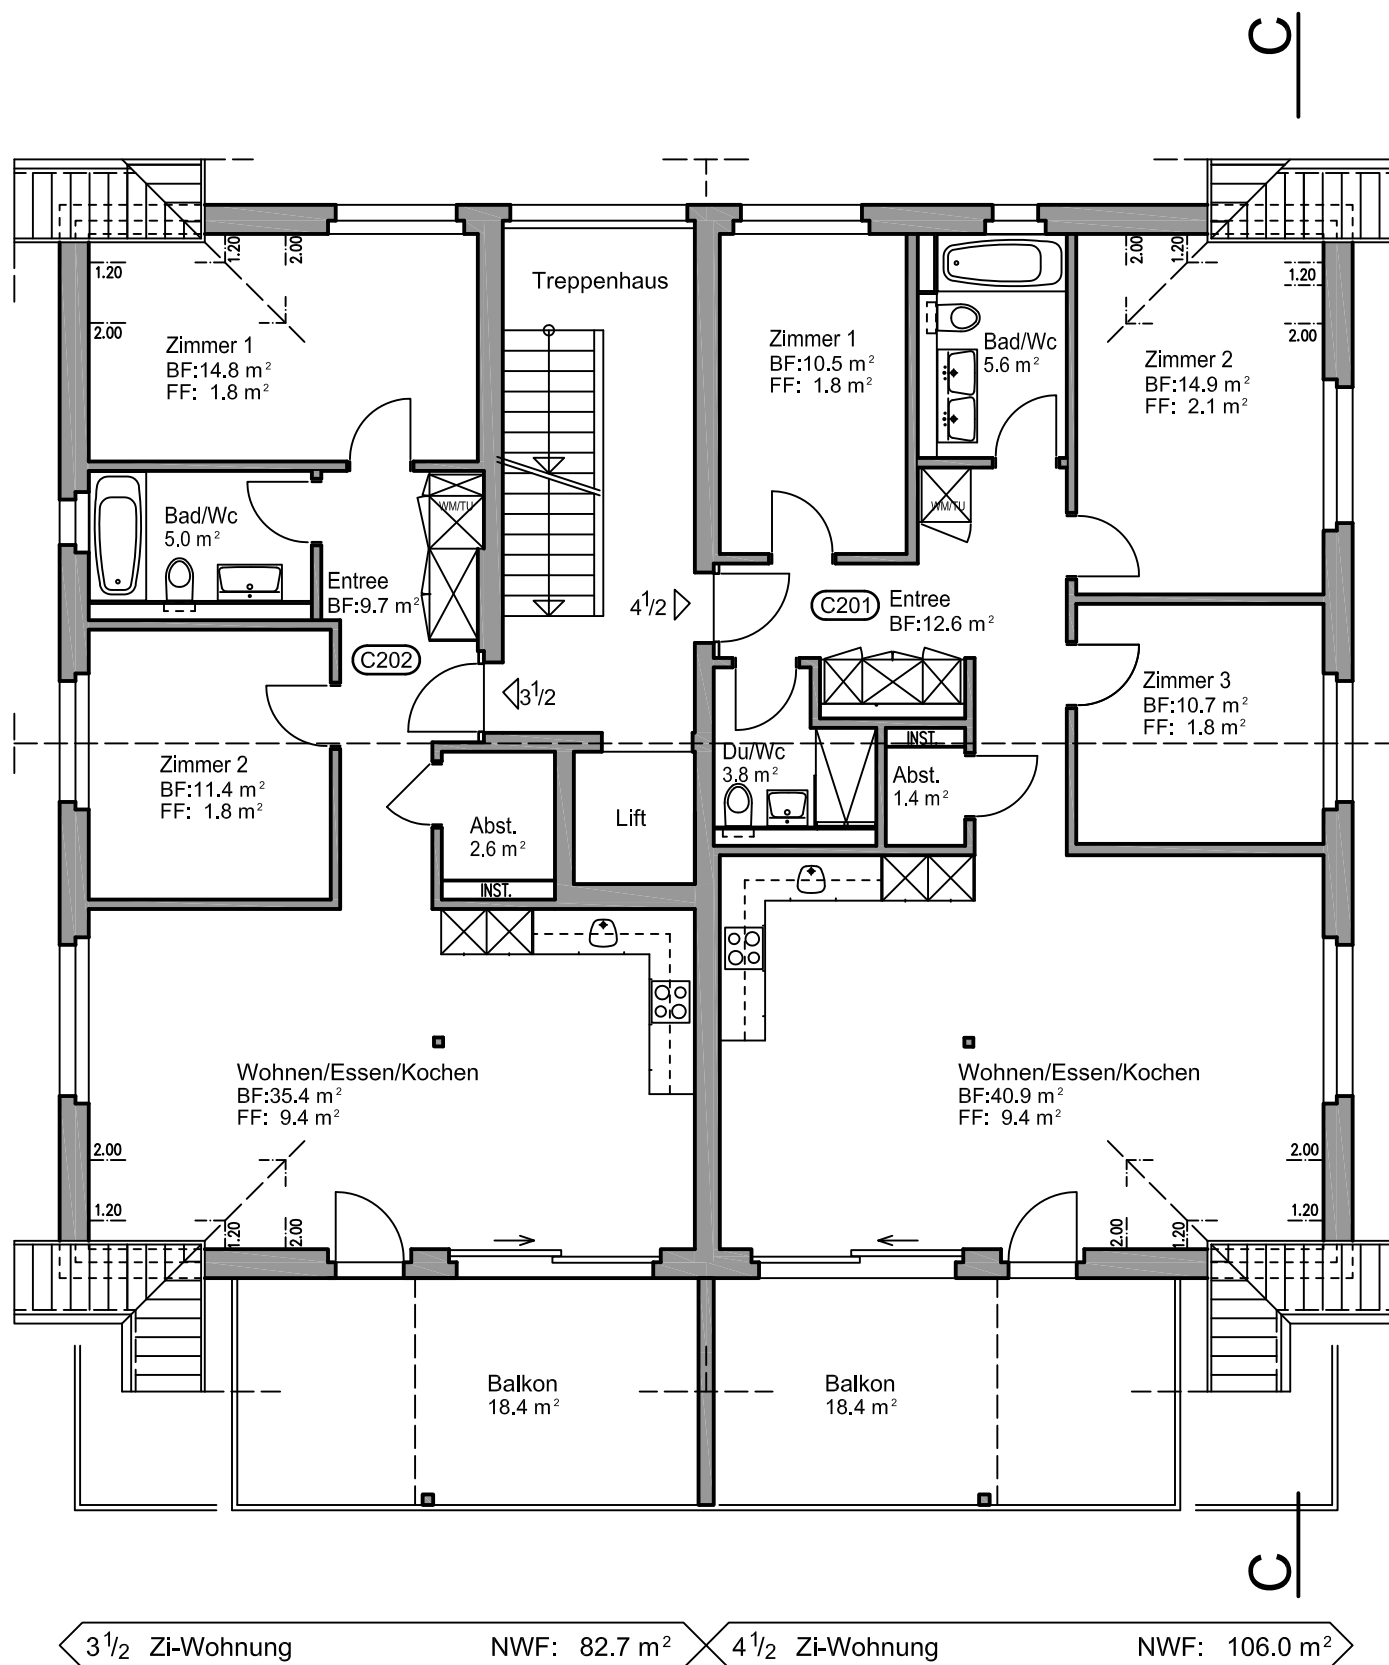 C
1.20
2.00
1.20
2.00
Treppenhaus
Zimmer 1
BF:14.8 m²
FF: 1.8 m²
Zimmer 1
BF:10.5 m²
FF: 1.8 m²
Bad/Wc
5.6 m²
2.00
1.20
1.20
2.00
Zimmer 2
BF:14.9 m²
FF: 2.1 m²
WM/TU
WM/TU
Bad/Wc
5.0 m²
Entree
BF:9.7 m²
C202
3 1/2
4 1/2
C201
Entree
BF:12.6 m²
Zimmer 3
BF:10.7 m²
FF: 1.8 m²
Zimmer 2
BF:11.4 m²
FF: 1.8 m²
Abst.
2.6 m²
INST.
Lift
Du/Wc
3.8 m²
INST.
Abst.
1.4 m²
Wohnen/Essen/Kochen
BF:35.4 m²
FF: 9.4 m²
Wohnen/Essen/Kochen
BF:40.9 m²
FF: 9.4 m²
2.00
1.20
1.20
2.00
2.00
1.20
2.00
1.20
Balkon
18.4 m²
Balkon
18.4 m²
C
3 1/2 Zi-Wohnung NWF: 82.7 m²
4 1/2 Zi-Wohnung NWF: 106.0 m²